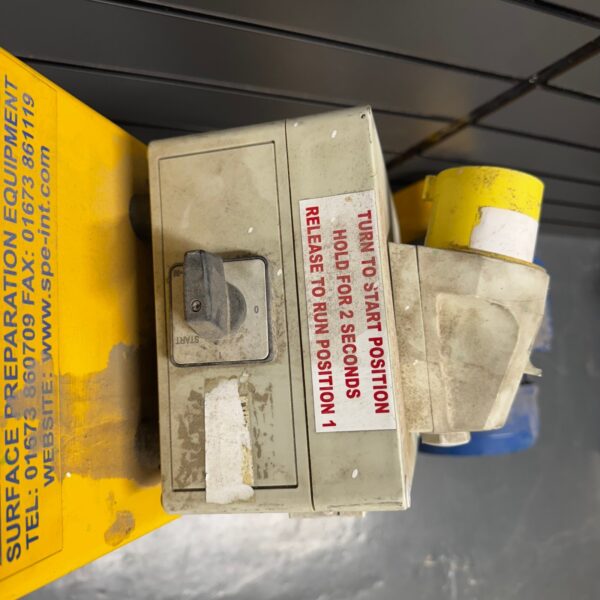 SURFACE PREPARATION EQUIPMENT
TEL: 01673 860709 FAX: 01673 861119
WEBSITE: www.spe-int.com
0
START
TURN TO START POSITION
HOLD FOR 2 SECONDS
RELEASE TO RUN POSITION 1